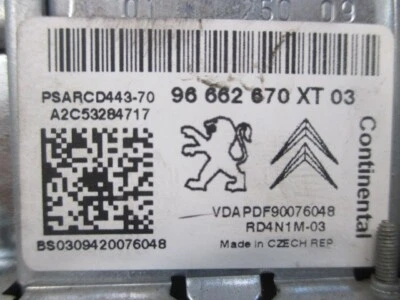 PSARCD443-70 96 662 670 XT 03
A2C53284717
Continental
VDAPDF90076048
RD4N1M-03
BS0309420076048 Made in CZECH REP.